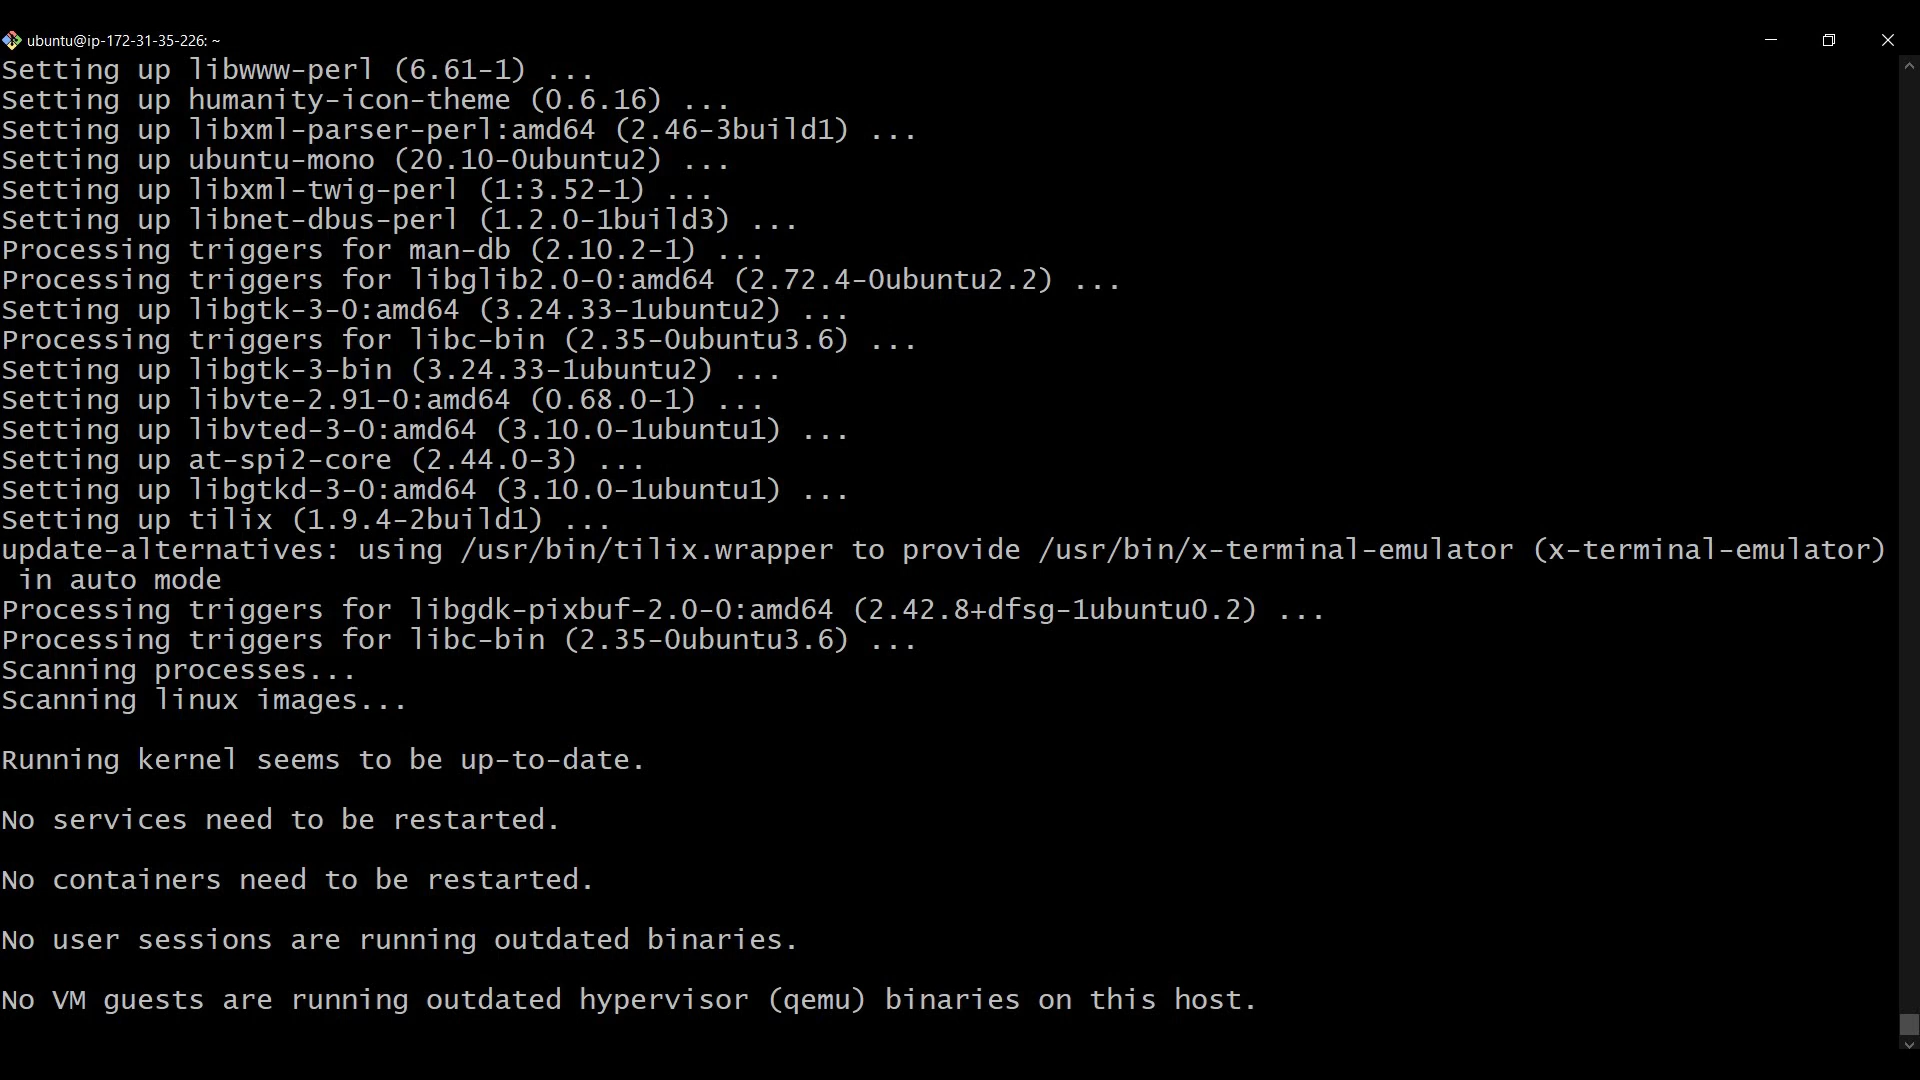 ubuntu@ip-172-31-35-226: ~
Setting up libwww-perl (6.61-1) ...
Setting up humanity-icon-theme (0.6.16) ...
Setting up libxml-parser-perl:amd64 (2.46-3build1) ...
Setting up ubuntu-mono (20.10-0ubuntu2) ...
Setting up libxml-twig-perl (1:3.52-1) ...
Setting up libnet-dbus-perl (1.2.0-1build3) ...
Processing triggers for man-db (2.10.2-1) ...
Processing triggers for libglib2.0-0:amd64 (2.72.4-0ubuntu2.2) ...
Setting up libgtk-3-0:amd64 (3.24.33-1ubuntu2) ...
Processing triggers for libc-bin (2.35-0ubuntu3.6) ...
Setting up libgtk-3-bin (3.24.33-1ubuntu2) ...
Setting up libvte-2.91-0:amd64 (0.68.0-1) ...
Setting up libvted-3-0:amd64 (3.10.0-1ubuntu1) ...
Setting up at-spi2-core (2.44.0-3) ...
Setting up libgtkd-3-0:amd64 (3.10.0-1ubuntu1) ...
Setting up tilix (1.9.4-2build1) ...
update-alternatives: using /usr/bin/tilix.wrapper to provide /usr/bin/x-terminal-emulator (x-terminal-emulator)
 in auto mode
Processing triggers for libgdk-pixbuf-2.0-0:amd64 (2.42.8+dfsg-1ubuntu0.2) ...
Processing triggers for libc-bin (2.35-0ubuntu3.6) ...
Scanning processes...
Scanning linux images...
Running kernel seems to be up-to-date.
No services need to be restarted.
No containers need to be restarted.
No user sessions are running outdated binaries.
No VM guests are running outdated hypervisor (qemu) binaries on this host.